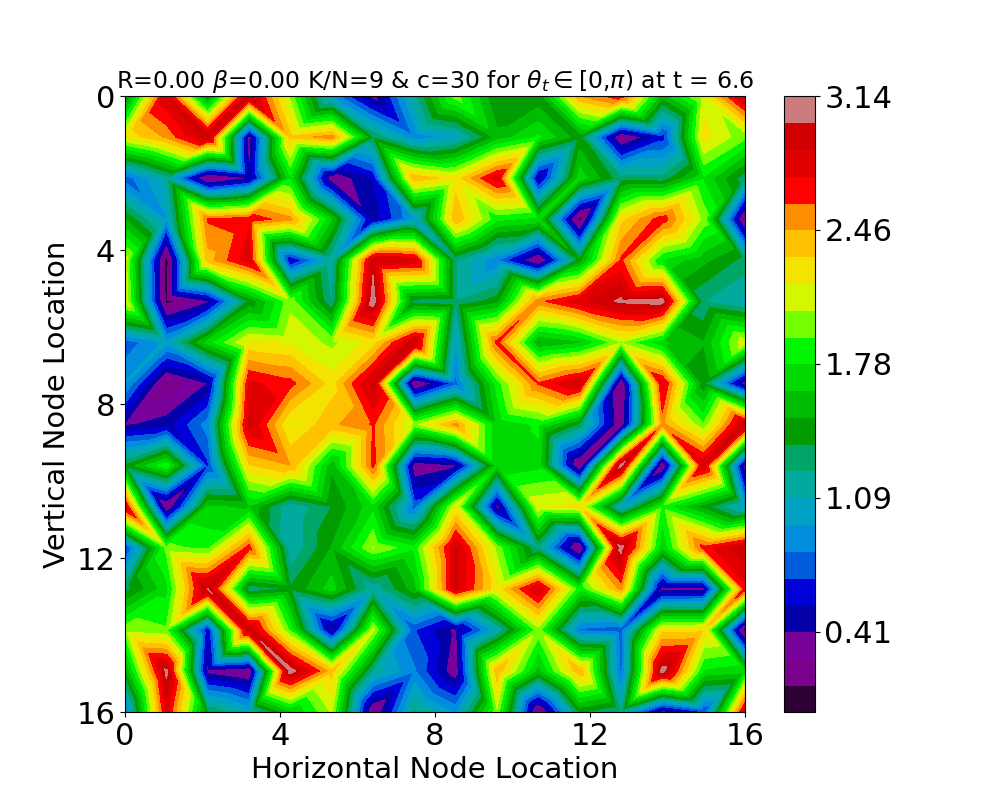 R=0.00 β=0.00 K/N=9 & c=30 for θₜ∈[0,π) at t = 6.6
0
3.14
2.46
4
1.78
8
1.09
12
0.41
16
0 4 8 12 16
Vertical Node Location
Horizontal Node Location